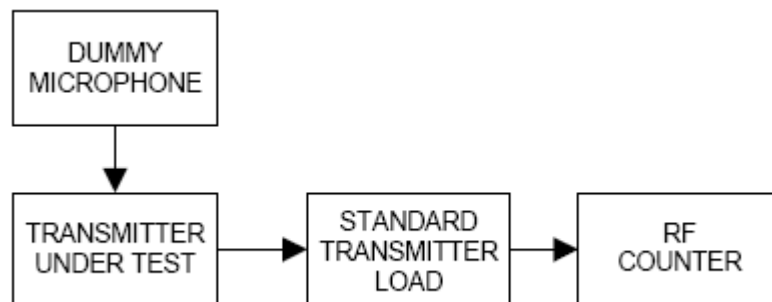 DUMMY
MICROPHONE
TRANSMITTER
UNDER TEST
STANDARD
TRANSMITTER
LOAD
RF
COUNTER